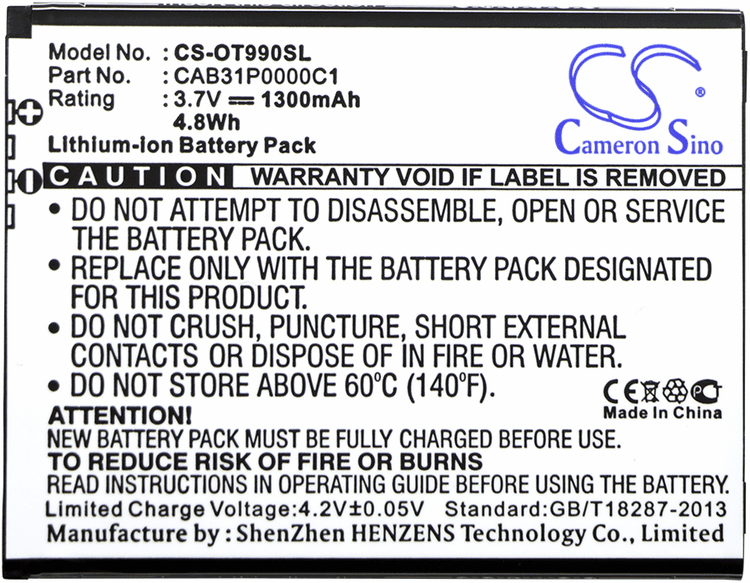 Model No. : CS-OT990SL
Part No. : CAB31P0000C1
Rating : 3.7V 1300mAh
4.8Wh
Lithium-ion Battery Pack
CS ®
Cameron Sino
CAUTION WARRANTY VOID IF LABEL IS REMOVED
• DO NOT ATTEMPT TO DISASSEMBLE, OPEN OR SERVICE
THE BATTERY PACK.
• REPLACE ONLY WITH THE BATTERY PACK DESIGNATED
FOR THIS PRODUCT.
• DO NOT CRUSH, PUNCTURE, SHORT EXTERNAL
CONTACTS OR DISPOSE OF IN FIRE OR WATER.
• DO NOT STORE ABOVE 60°C (140°F).
CE
Made In China
ATTENTION!
NEW BATTERY PACK MUST BE FULLY CHARGED BEFORE USE
TO REDUCE RISK OF FIRE OR BURNS
READ INSTRUCTIONS IN OPERATING GUIDE BEFORE USING THE BATTERY.
Limited Charge Voltage:4.2V±0.05V Standard:GB/T18287-2013
Manufacturer: ShenZhen HENZENS Technology Co., Limited